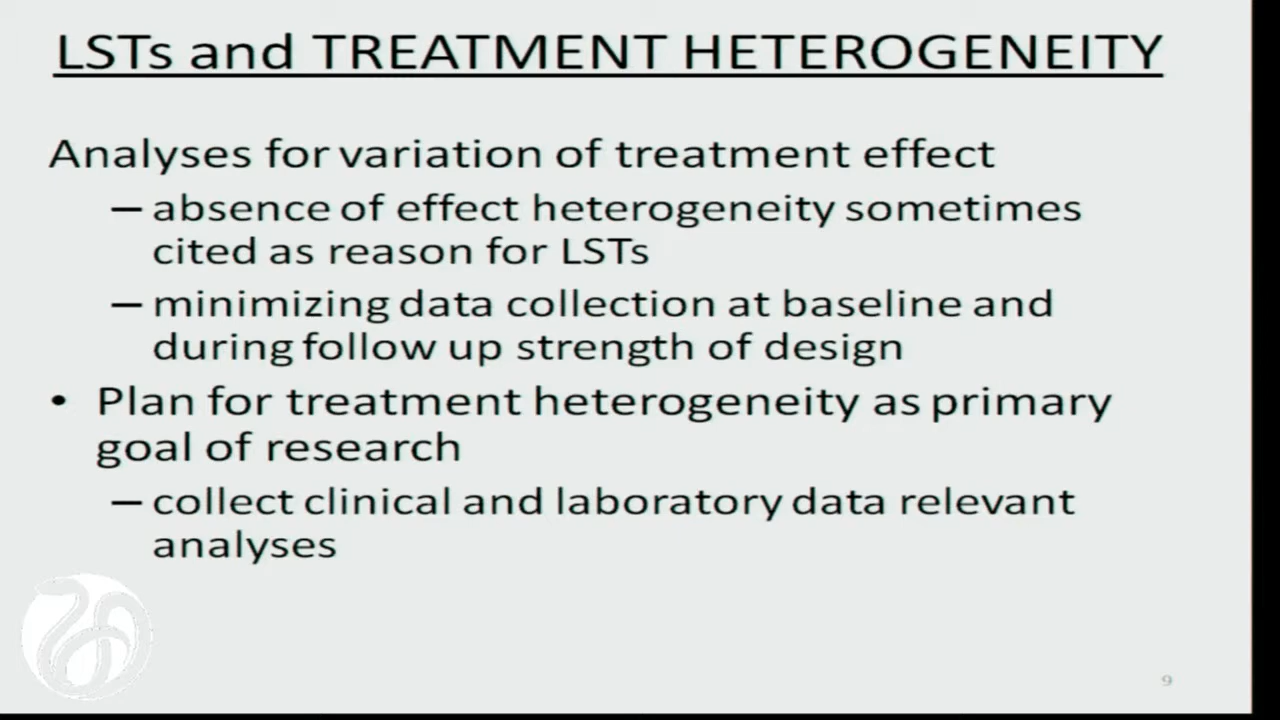 LSTs and TREATMENT HETEROGENEITY
Analyses for variation of treatment effect
– absence of effect heterogeneity sometimes
cited as reason for LSTs
– minimizing data collection at baseline and
during follow up strength of design
• Plan for treatment heterogeneity as primary
goal of research
– collect clinical and laboratory data relevant
analyses
9